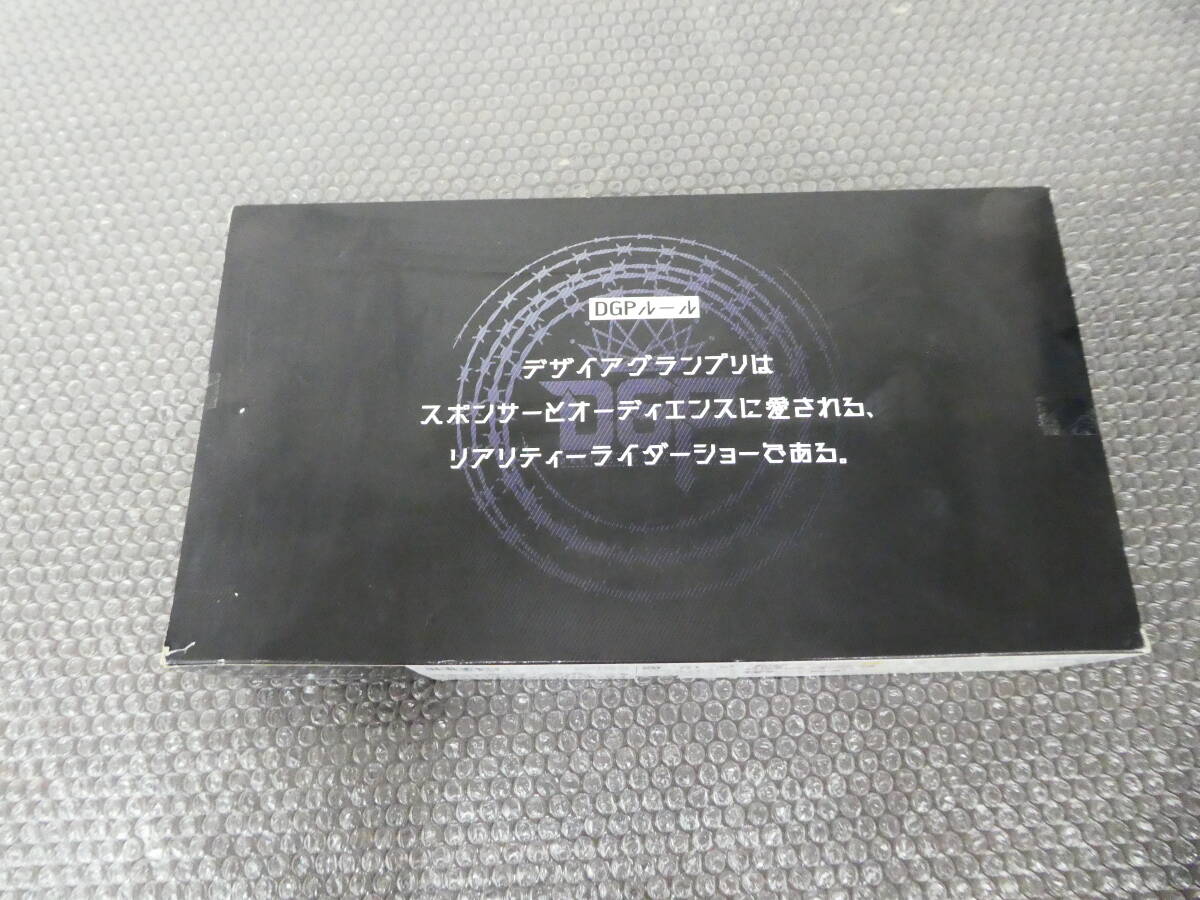 DGPルール
デザイアグランプリは
スポンサーとオーディエンスに愛される、
リアリティーライダーショーである。
DGP